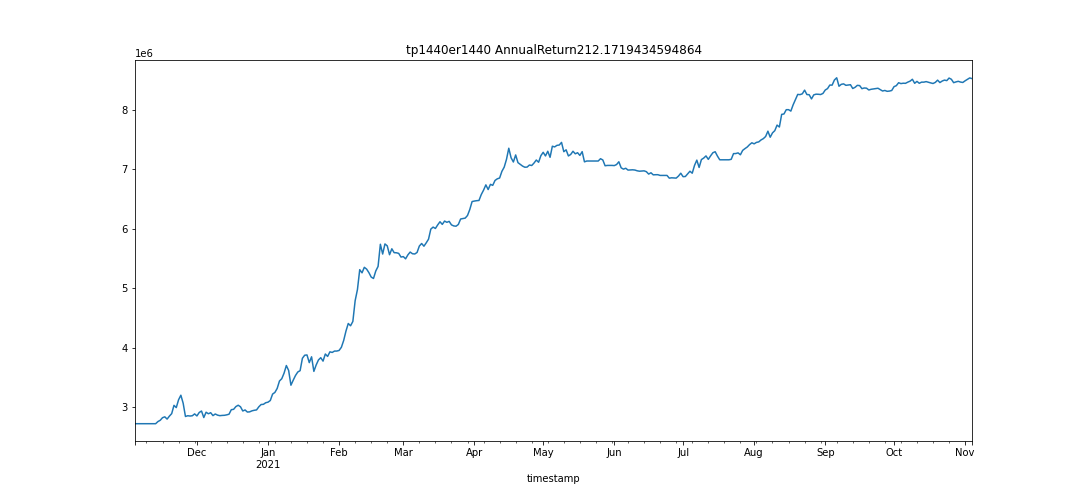 tp1440er1440 AnnualReturn212.1719434594864
1e6
8
7
6
5
4
3
Dec Jan Feb Mar Apr May Jun Jul Aug Sep Oct Nov
2021
timestamp